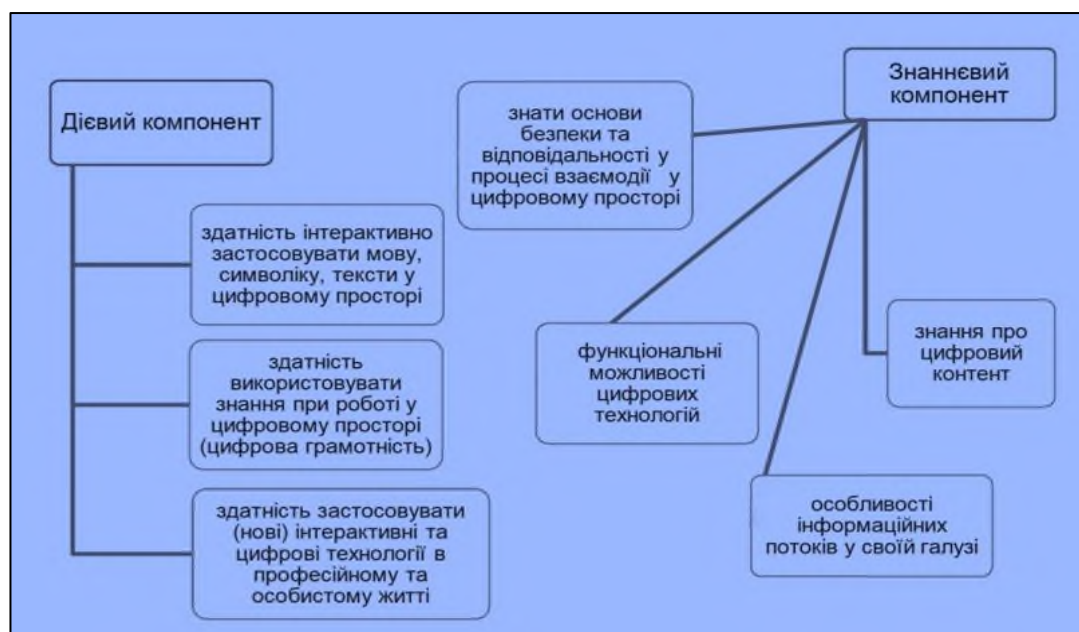 Дієвий компонент
здатність інтерактивно
застосовувати мову,
символіку, тексти у
цифровому просторі
здатність
використовувати
знання при роботі у
цифровому просторі
(цифрова грамотність)
здатність застосовувати
(нові) інтерактивні та
цифрові технології в
професійному та
особистому житті
Знаннєвий
компонент
знати основи
безпеки та
відповідальності у
процесі взаємодії у
цифровому просторі
функціональні
можливості
цифрових
технологій
особливості
інформаційних
потоків у своїй галузі
знання про
цифровий
контент